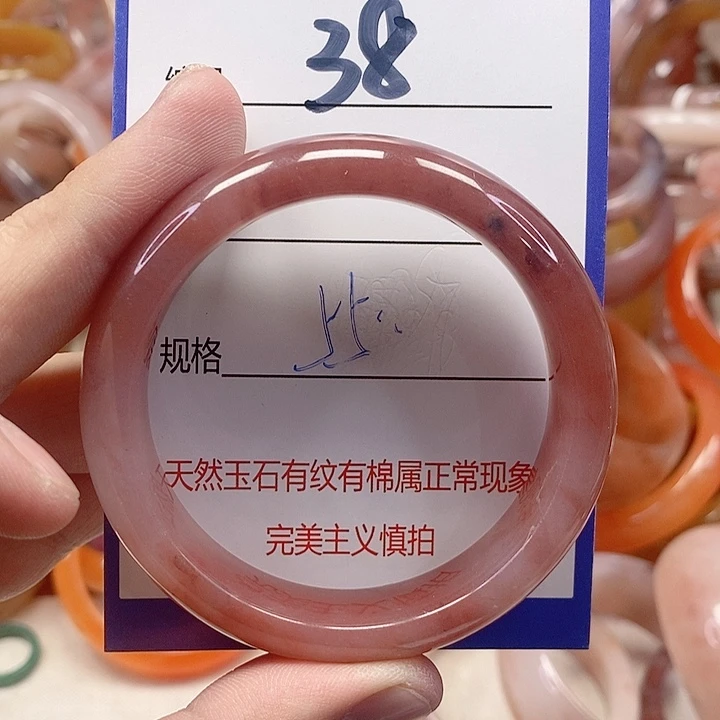 38
规格
天然玉石有纹有棉属正常现象
完美主义慎拍